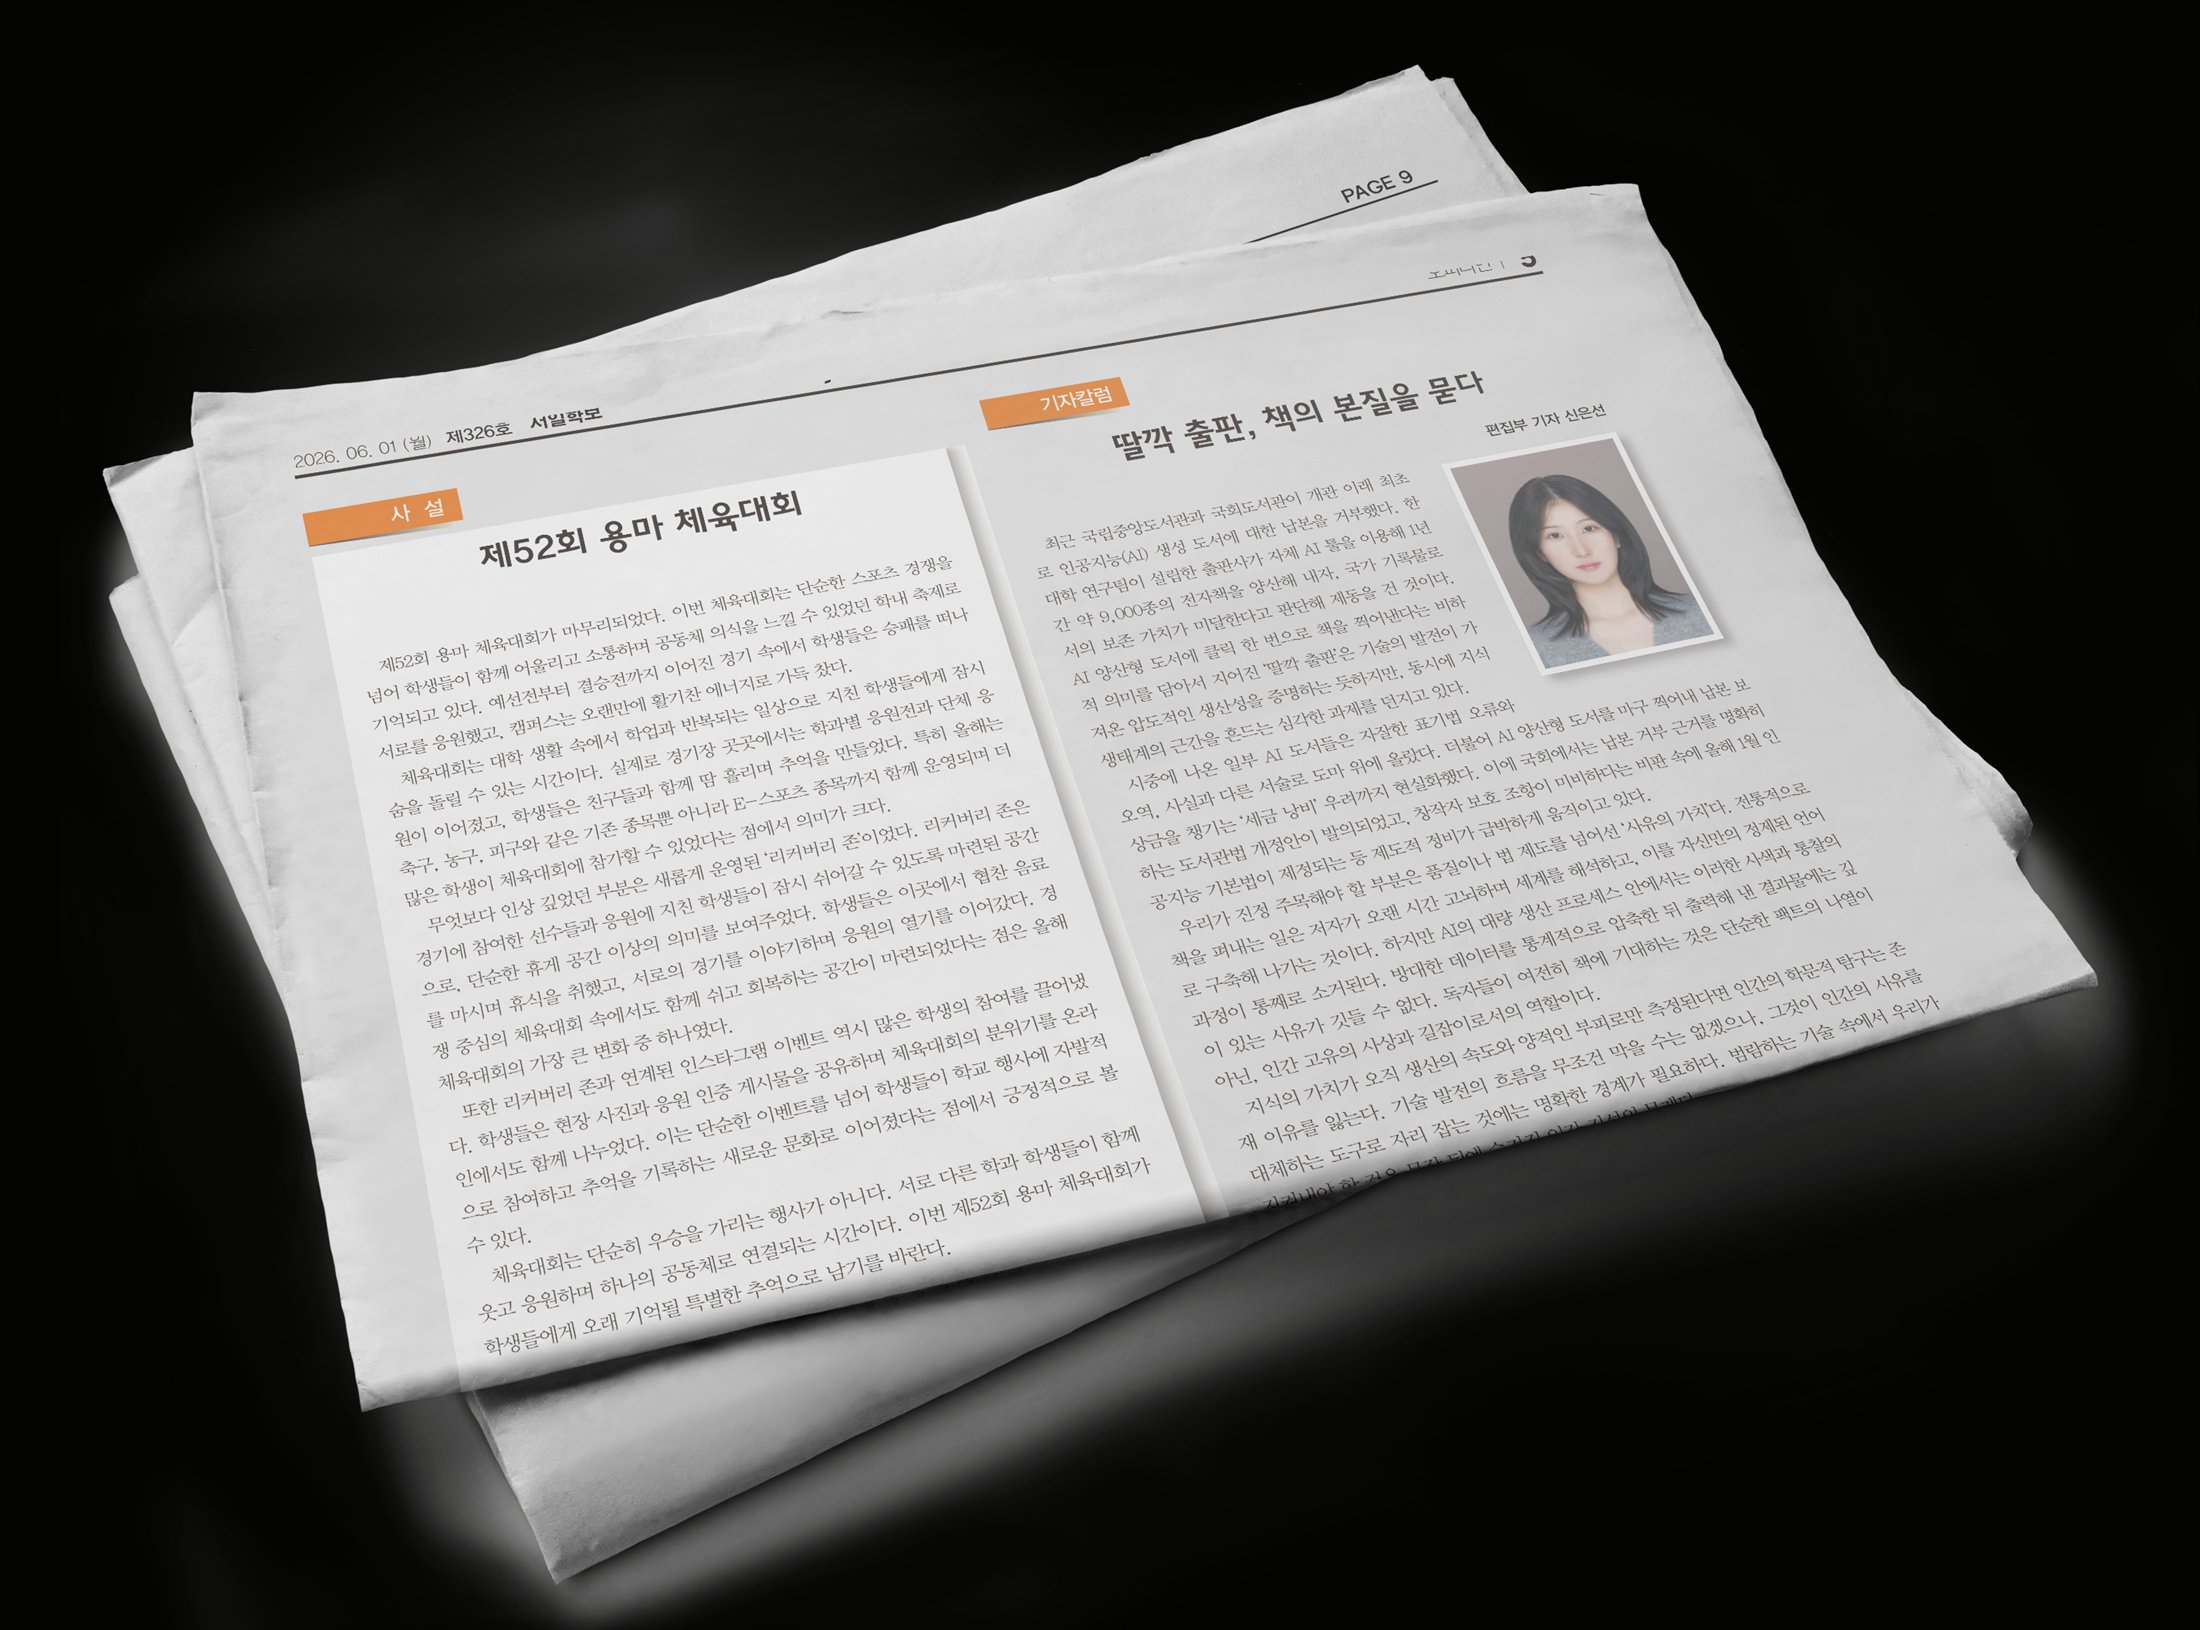 PAGE 9
오피니언 |
2026. 06. 01 (월) 제326호 서일학보
사 설
제52회 용마 체육대회
제52회 용마 체육대회가 마무리되었다. 이번 체육대회는 단순한 스포츠 경쟁을
넘어 학생들이 함께 어울리고 소통하며 공동체 의식을 느낄 수 있었던 학내 축제로
기억되고 있다. 예선전부터 결승전까지 이어진 경기 속에서 학생들은 승패를 떠나
서로를 응원했고, 캠퍼스는 오랜만에 활기찬 에너지로 가득 찼다.
체육대회는 대학 생활 속에서 학업과 반복되는 일상으로 지친 학생들에게 잠시
숨을 돌릴 수 있는 시간이다. 실제로 경기장 곳곳에서는 학과별 응원전과 단체 응
원이 이어졌고, 학생들은 친구들과 함께 땀 흘리며 추억을 만들었다. 특히 올해는
축구, 농구, 피구와 같은 기존 종목뿐 아니라 E-스포츠 종목까지 함께 운영되며 더
많은 학생이 체육대회에 참가할 수 있었다는 점에서 의미가 크다.
무엇보다 인상 깊었던 부분은 새롭게 운영된 '리커버리 존'이었다. 리커버리 존은
경기에 참여한 선수들과 응원에 지친 학생들이 잠시 쉬어갈 수 있도록 마련된 공간
으로, 단순한 휴게 공간 이상의 의미를 보여주었다. 학생들은 이곳에서 협찬 음료
를 마시며 휴식을 취했고, 서로의 경기를 이야기하며 응원의 열기를 이어갔다. 경
쟁 중심의 체육대회 속에서도 함께 쉬고 회복하는 공간이 마련되었다는 점은 올해
체육대회의 가장 큰 변화 중 하나였다.
또한 리커버리 존과 연계된 인스타그램 이벤트 역시 많은 학생의 참여를 끌어냈
다. 학생들은 현장 사진과 응원 인증 게시물을 공유하며 체육대회의 분위기를 온라
인에서도 함께 나누었다. 이는 단순한 이벤트를 넘어 학생들이 학교 행사에 자발적
으로 참여하고 추억을 기록하는 새로운 문화로 이어졌다는 점에서 긍정적으로 볼
수 있다.
체육대회는 단순히 우승을 가리는 행사가 아니다. 서로 다른 학과 학생들이 함께
웃고 응원하며 하나의 공동체로 연결되는 시간이다. 이번 제52회 용마 체육대회가
학생들에게 오래 기억될 특별한 추억으로 남기를 바란다.
기자칼럼
딸깍 출판, 책의 본질을 묻다
편집부 기자 신은선
최근 국립중앙도서관과 국회도서관이 개관 이래 최초
로 인공지능(AI) 생성 도서에 대한 납본을 거부했다. 한
대학 연구팀이 설립한 출판사가 자체 AI 툴을 이용해 1년
간 약 9,000종의 전자책을 양산해 내자, 국가 기록물로
서의 보존 가치가 미달한다고 판단해 제동을 건 것이다.
AI 양산형 도서에 클릭 한 번으로 책을 찍어낸다는 비하
적 의미를 담아서 지어진 '딸깍 출판'은 기술의 발전이 가
져온 압도적인 생산성을 증명하는 듯하지만, 동시에 지식
생태계의 근간을 흔드는 심각한 과제를 던지고 있다.
시중에 나온 일부 AI 도서들은 자잘한 표기법 오류와
오역, 사실과 다른 서술로 도마 위에 올랐다. 더불어 AI 양산형 도서를 마구 찍어내 납본 보
상금을 챙기는 '세금 낭비' 우려까지 현실화했다. 이에 국회에서는 납본 거부 근거를 명확히
하는 도서관법 개정안이 발의되었고, 창작자 보호 조항이 미비하다는 비판 속에 올해 1월 인
공지능 기본법이 제정되는 등 제도적 정비가 급박하게 움직이고 있다.
우리가 진정 주목해야 할 부분은 품질이나 법 제도를 넘어선 '사유의 가치'다. 전통적으로
책을 펴내는 일은 저자가 오랜 시간 고뇌하며 세계를 해석하고, 이를 자신만의 정제된 언어
로 구축해 나가는 것이다. 하지만 AI의 대량 생산 프로세스 안에서는 이러한 사색과 통찰의
과정이 통째로 소거된다. 방대한 데이터를 통계적으로 압축한 뒤 출력해 낸 결과물에는 깊
이 있는 사유가 깃들 수 없다. 독자들이 여전히 책에 기대하는 것은 단순한 팩트의 나열이
아닌, 인간 고유의 사상과 길잡이로서의 역할이다.
지식의 가치가 오직 생산의 속도와 양적인 부피로만 측정된다면 인간의 학문적 탐구는 존
재 이유를 잃는다. 기술 발전의 흐름을 무조건 막을 수는 없겠으나, 그것이 인간의 사유를
대체하는 도구로 자리 잡는 것에는 명확한 경계가 필요하다. 범람하는 기술 속에서 우리가